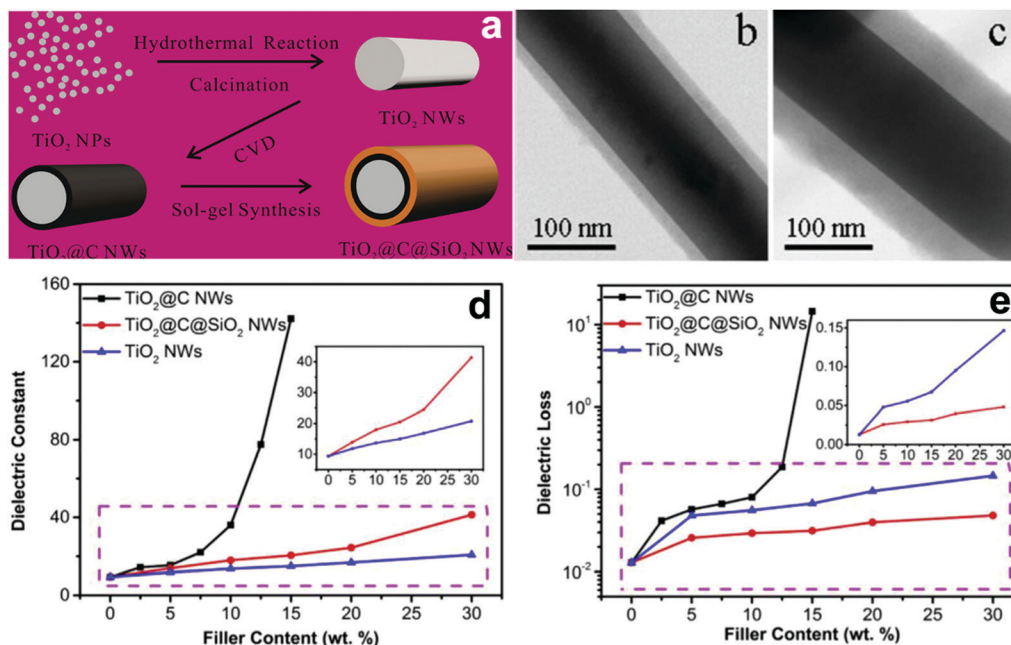 a
Hydrothermal Reaction
Calcination
TiO₂ NPs
TiO₂ NWs
CVD
Sol-gel Synthesis
TiO₂@C NWs
TiO₂@C@SiO₂ NWs
b
100 nm
c
100 nm
d
TiO₂@C NWs
TiO₂@C@SiO₂ NWs
TiO₂ NWs
Dielectric Constant
160
120
80
40
0
0 5 10 15 20 25 30
Filler Content (wt. %)
40
30
20
10
0 5 10 15 20 25 30
e
TiO₂@C NWs
TiO₂@C@SiO₂ NWs
TiO₂ NWs
Dielectric Loss
10¹
10⁰
10⁻¹
10⁻²
0 5 10 15 20 25 30
Filler Content (wt. %)
0.15
0.10
0.05
0.00
0 5 10 15 20 25 30